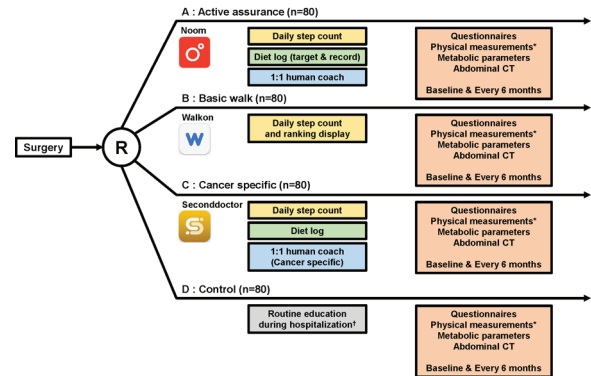 A : Active assurance (n=80)
Noom
Daily step count
Diet log (target & record)
1:1 human coach
Questionnaires
Physical measurements*
Metabolic parameters
Abdominal CT
Baseline & Every 6 months
B : Basic walk (n=80)
Walkon
W
Daily step count
and ranking display
Questionnaires
Physical measurements*
Metabolic parameters
Abdominal CT
Baseline & Every 6 months
Surgery
R
C : Cancer specific (n=80)
Seconddoctor
S
Daily step count
Diet log
1:1 human coach
(Cancer specific)
Questionnaires
Physical measurements*
Metabolic parameters
Abdominal CT
Baseline & Every 6 months
D : Control (n=80)
Routine education
during hospitalization†
Questionnaires
Physical measurements*
Metabolic parameters
Abdominal CT
Baseline & Every 6 months